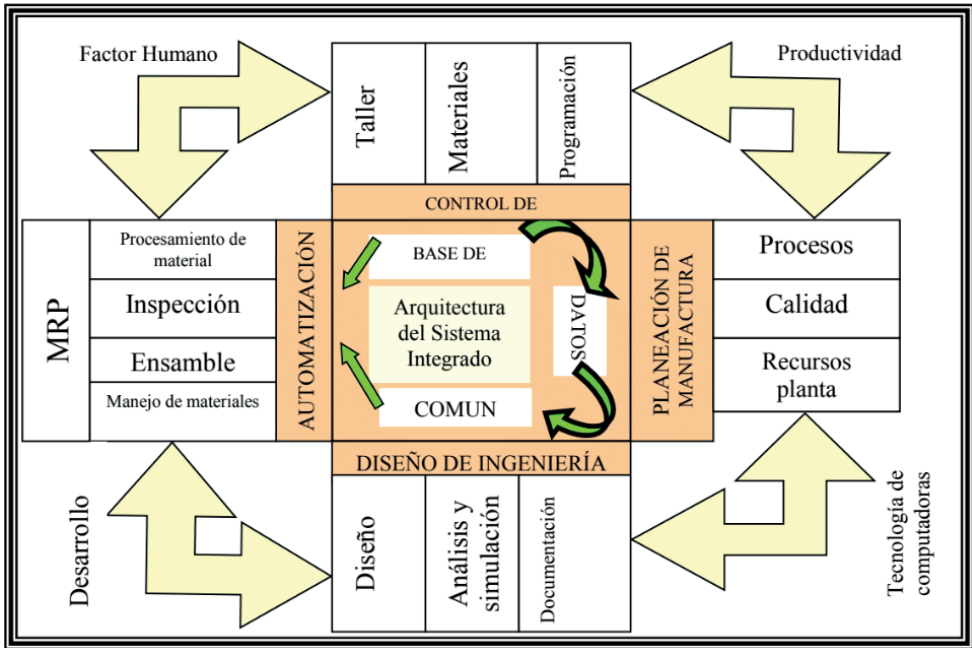 Factor Humano
Productividad
Taller
Materiales
Programación
CONTROL DE
MRP
Procesamiento de
material
Inspección
Ensamble
Manejo de materiales
AUTOMATIZACIÓN
BASE DE
DATOS
Arquitectura
del Sistema
Integrado
COMUN
PLANEACIÓN DE
MANUFACTURA
Procesos
Calidad
Recursos
planta
DISEÑO DE INGENIERÍA
Diseño
Análisis y
simulación
Documentación
Desarrollo
Tecnología de
computadoras